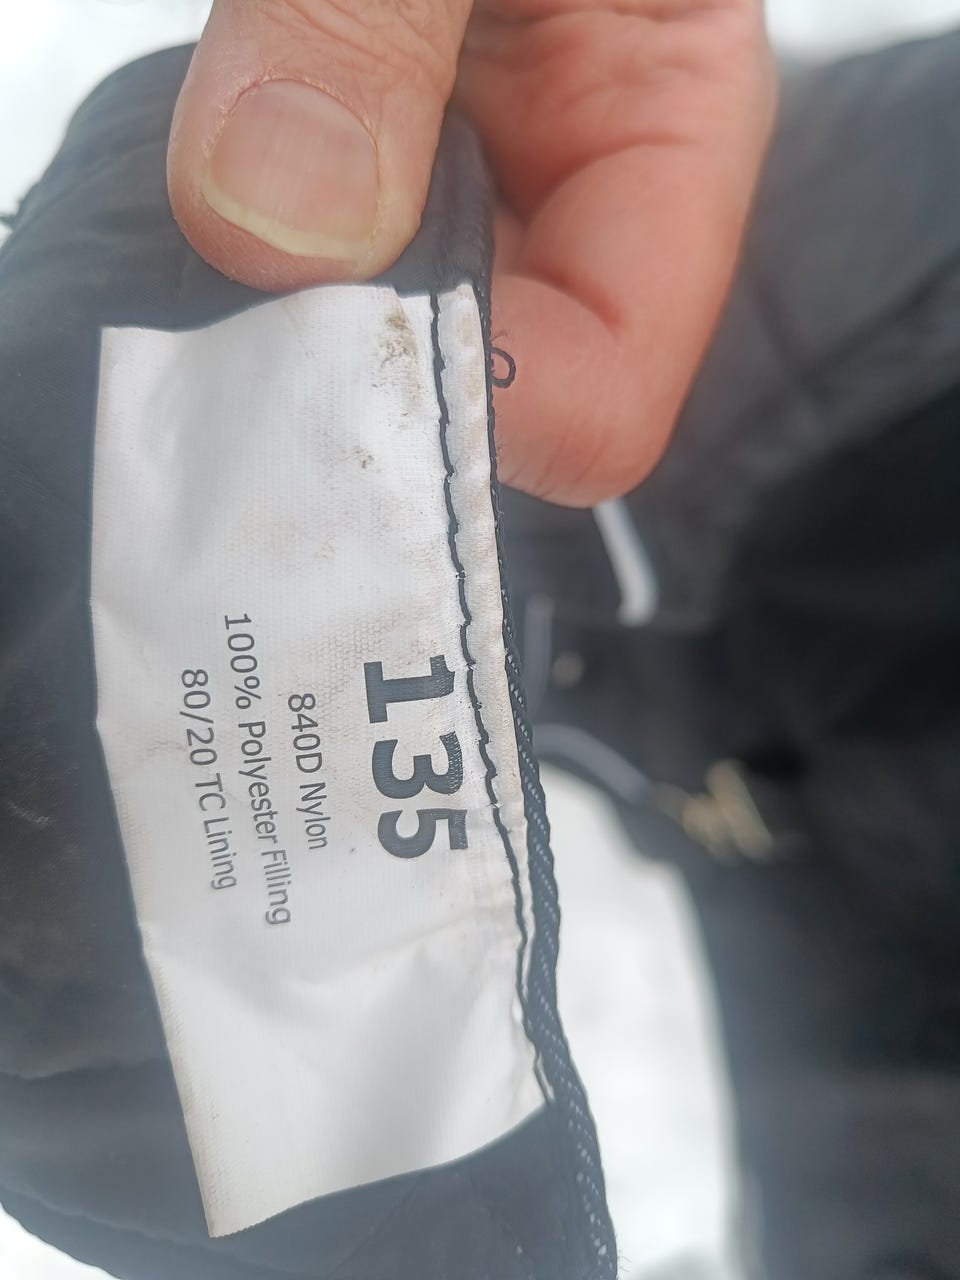 135
840D Nylon
100% Polyester Filling
80/20 TC Lining